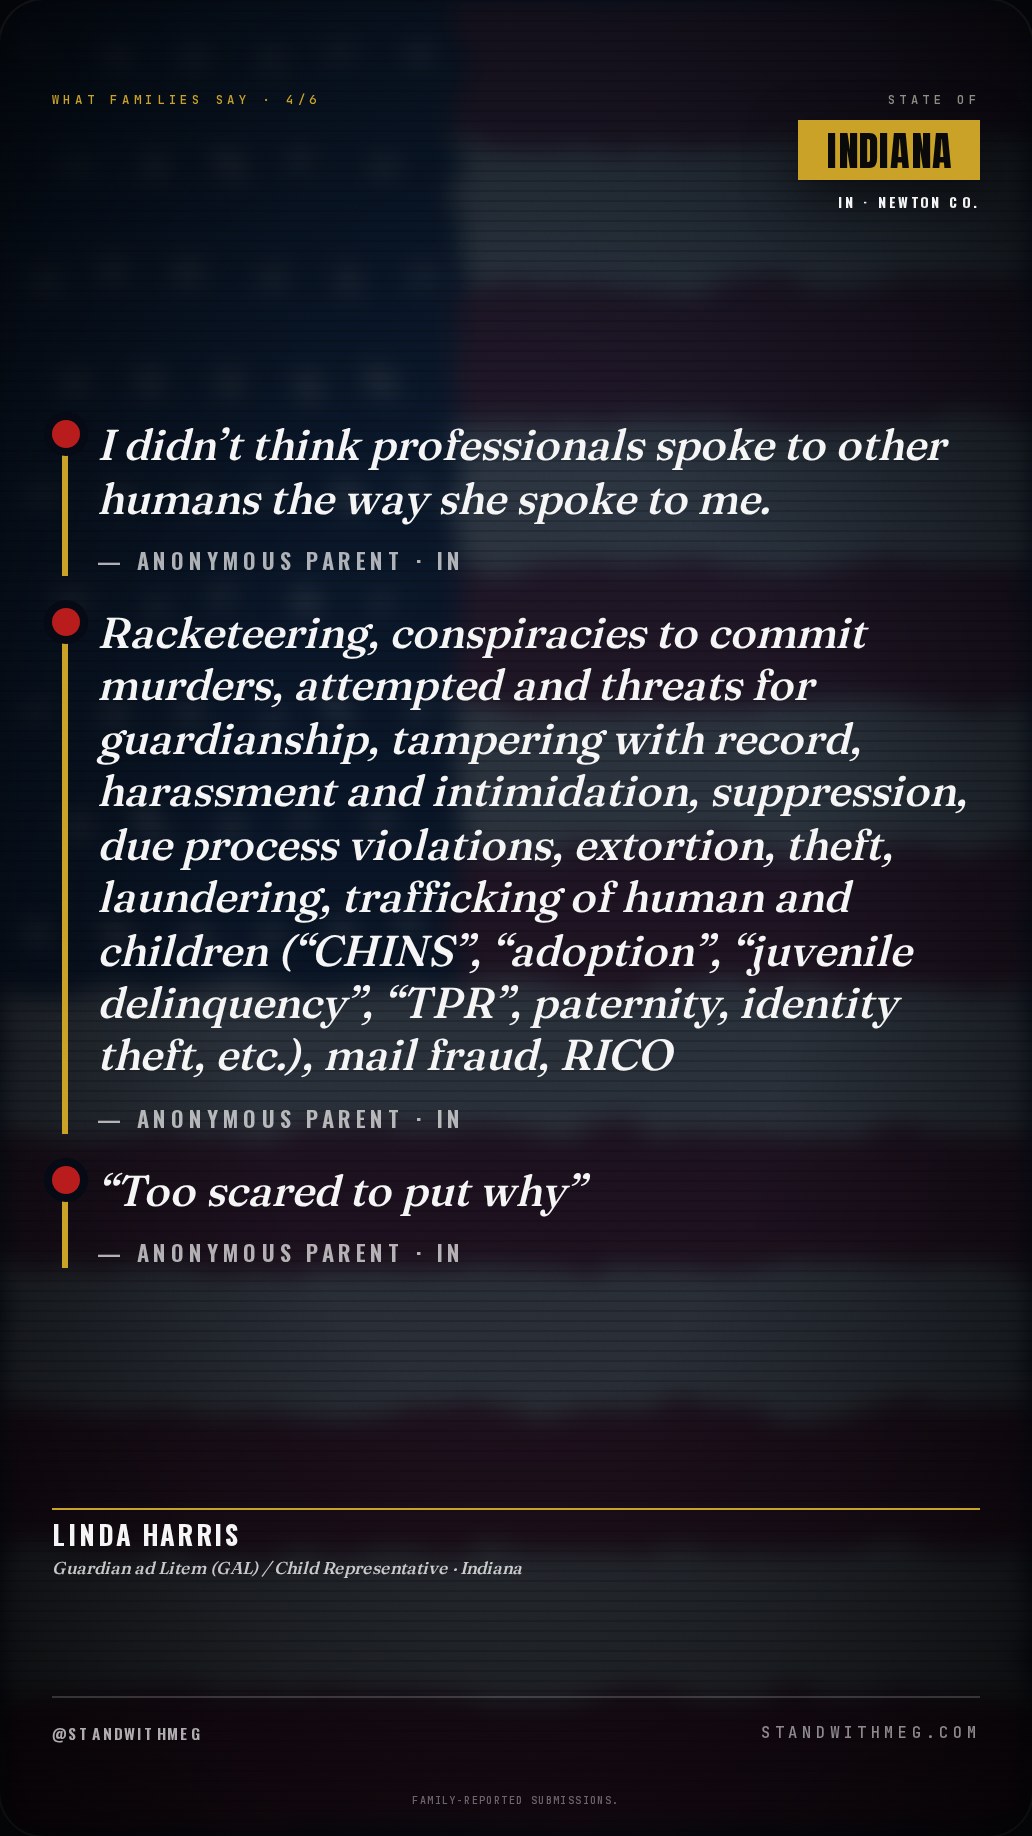 WHAT FAMILIES SAY · 4/6
STATE OF
INDIANA
IN · NEWTON CO.
I didn’t think professionals spoke to other
humans the way she spoke to me.
— ANONYMOUS PARENT · IN
Racketeering, conspiracies to commit
murders, attempted and threats for
guardianship, tampering with record,
harassment and intimidation, suppression,
due process violations, extortion, theft,
laundering, trafficking of human and
children (“CHINS”, “adoption”, “juvenile
delinquency”, “TPR”, paternity, identity
theft, etc.), mail fraud, RICO
— ANONYMOUS PARENT · IN
“Too scared to put why”
— ANONYMOUS PARENT · IN
LINDA HARRIS
Guardian ad Litem (GAL) / Child Representative · Indiana
@STANDWITHMEG
STANDWITHMEG.COM
FAMILY-REPORTED SUBMISSIONS.